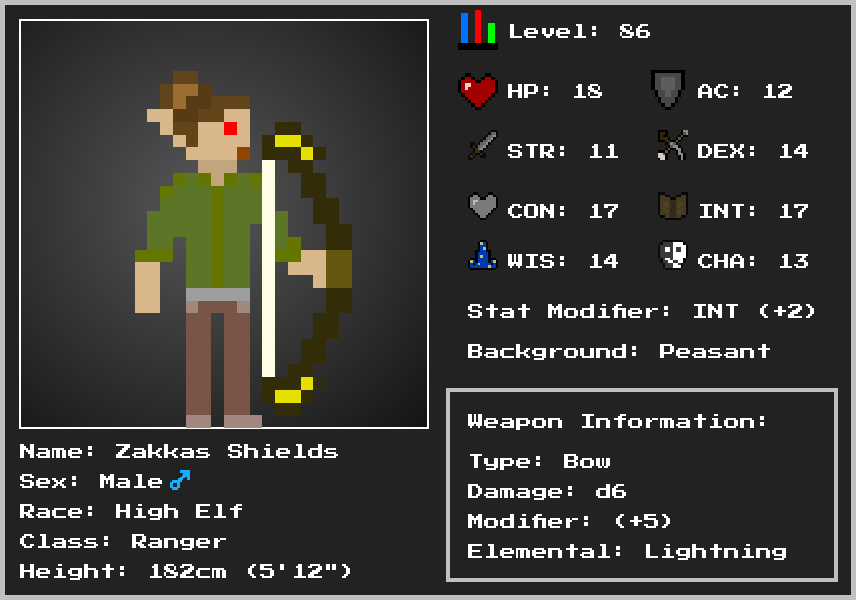 Level: 86
HP: 18 AC: 12
STR: 11 DEX: 14
CON: 17 INT: 17
WIS: 14 CHA: 13
Stat Modifier: INT (+2)
Background: Peasant
Weapon Information:
Type: Bow
Damage: d6
Modifier: (+5)
Elemental: Lightning
Name: Zakkas Shields
Sex: Male♂
Race: High Elf
Class: Ranger
Height: 182cm (5'12")